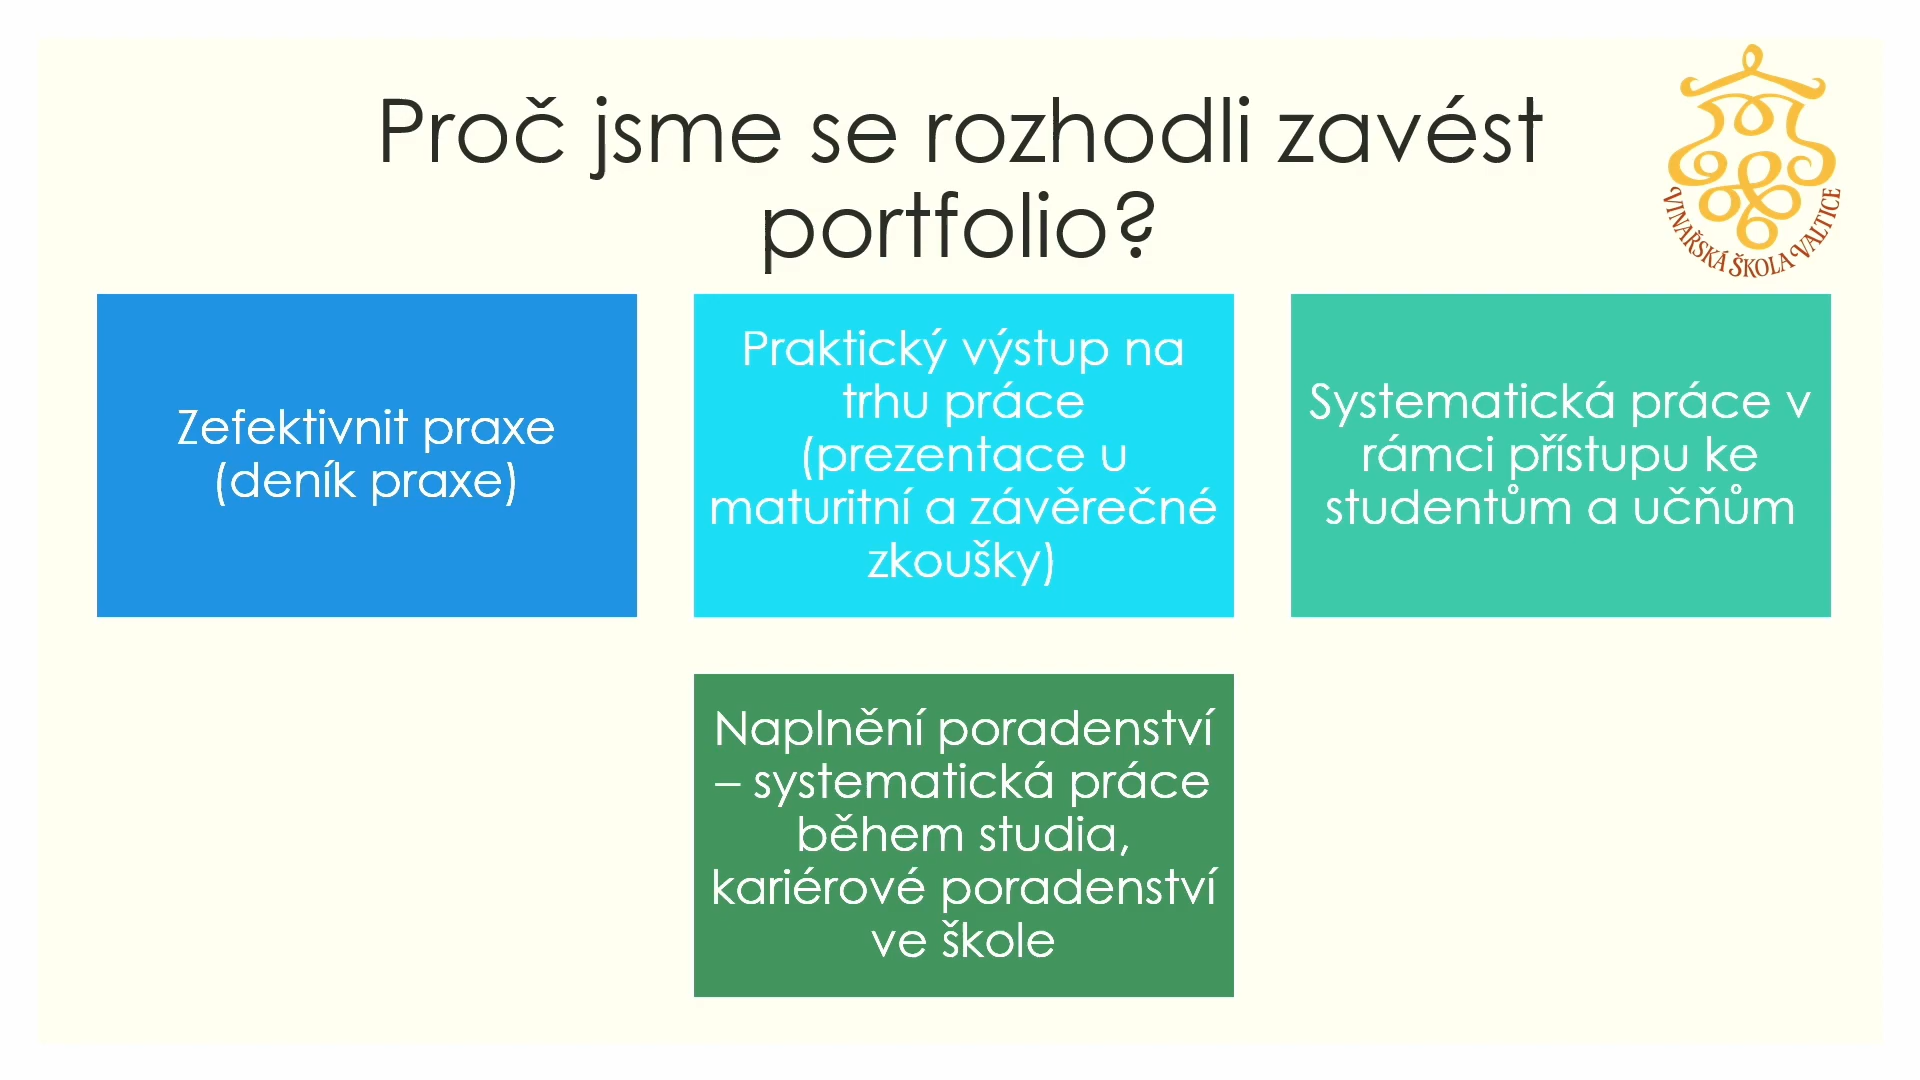 Proč jsme se rozhodli zavést
portfolio?
VINAŘSKÁ ŠKOLA VALTICE
Zefektivnit praxe
(deník praxe)
Praktický výstup na
trhu práce
(prezentace u
maturitní a závěrečné
zkoušky)
Systematická práce v
rámci přístupu ke
studentům a učňům
Naplnění poradenství
– systematická práce
během studia,
kariérové poradenství
ve škole